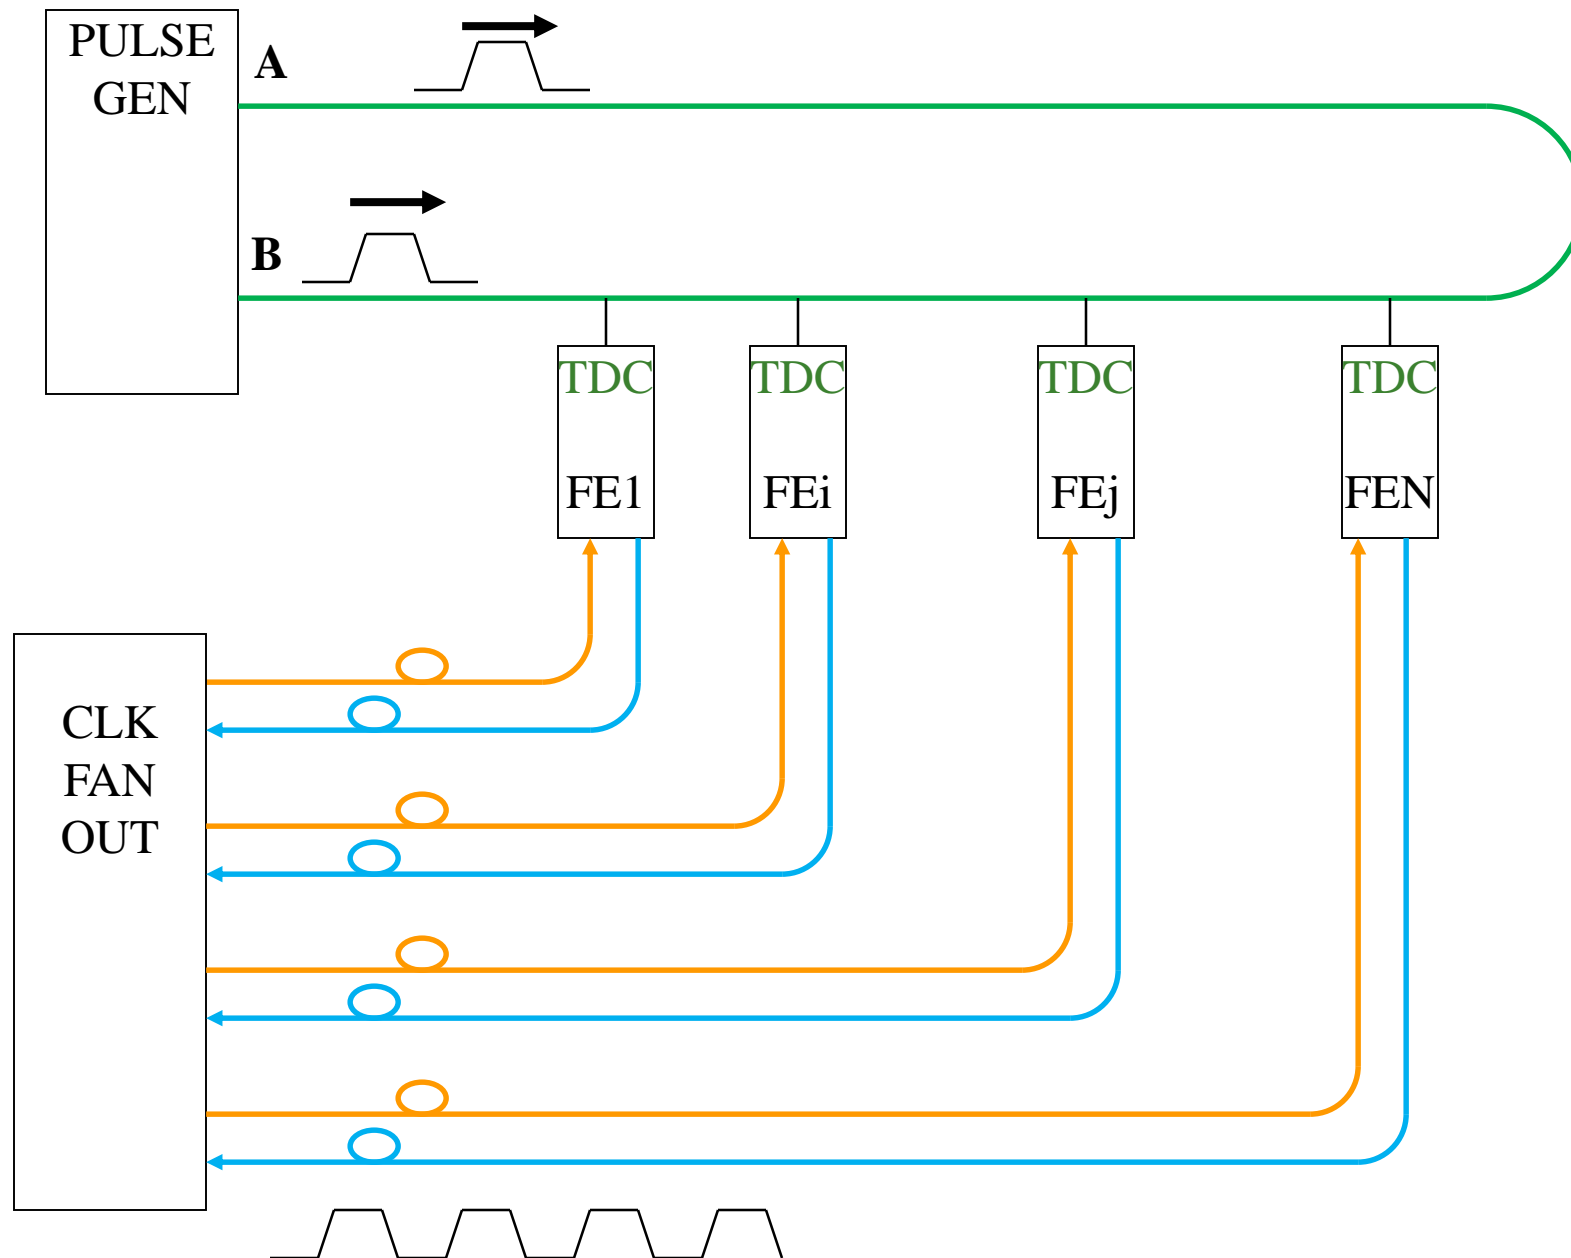 PULSE
GEN
A
B
TDC TDC TDC TDC
FE1 FEi FEj FEN
CLK
FAN
OUT